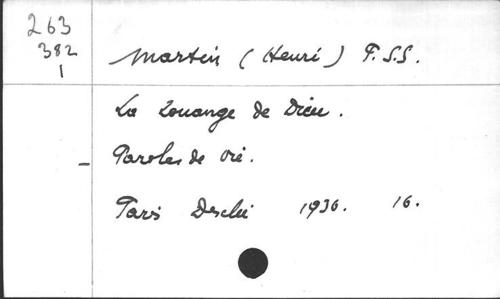 263
382
1
Martin (Henri) P.S.S.
La Louange de Dieu.
- Paroles de vie.
Paris Desclée 1936. 16.